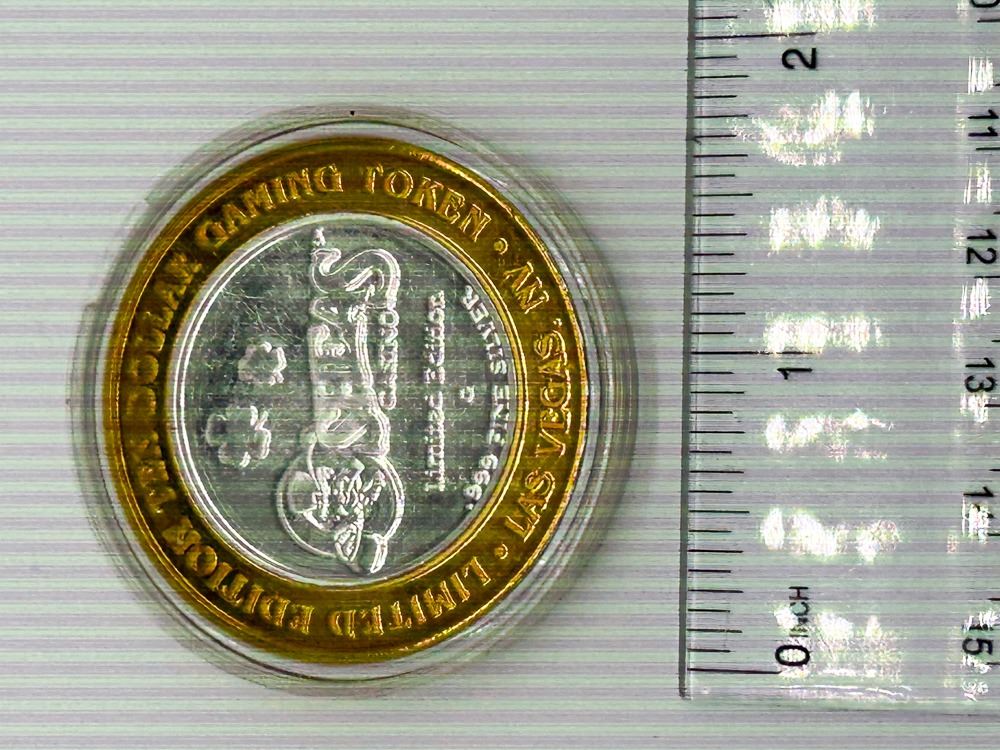 LIMITED EDITION TEN DOLLAR GAMING TOKEN • LAS VEGAS, NV •
O'SHEAS
CASINO
Limited Edition
.999 FINE SILVER
0 INCH 1 2
15 14 13 12 11